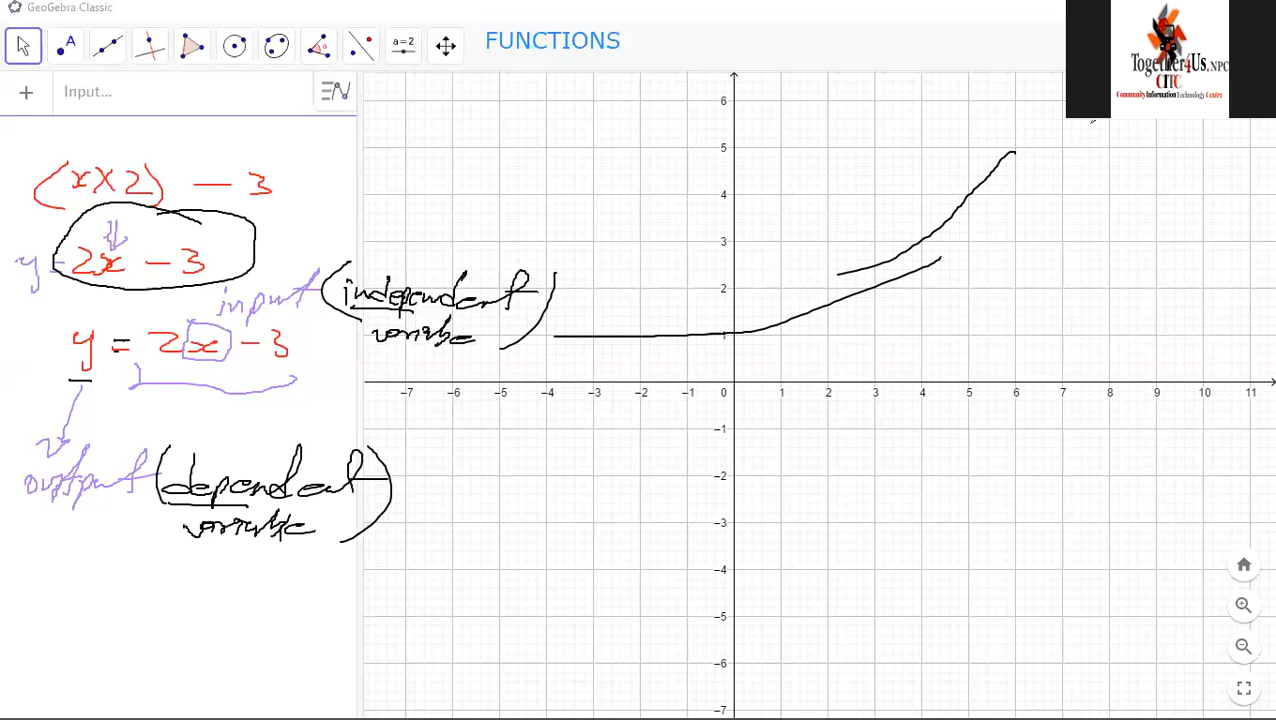 GeoGebra Classic
a=2
FUNCTIONS
Together4Us, NPC
CITC
Community Information Technology Centre
+ Input...
(x×2) — 3
y = 2x – 3
input (independent variable)
y = 2x – 3
output (dependent
variable)
6
5
4
3
2
1
–7 –6 –5 –4 –3 –2 –1 0 1 2 3 4 5 6 7 8 9 10 11
–1
–2
–3
–4
–5
–6
–7